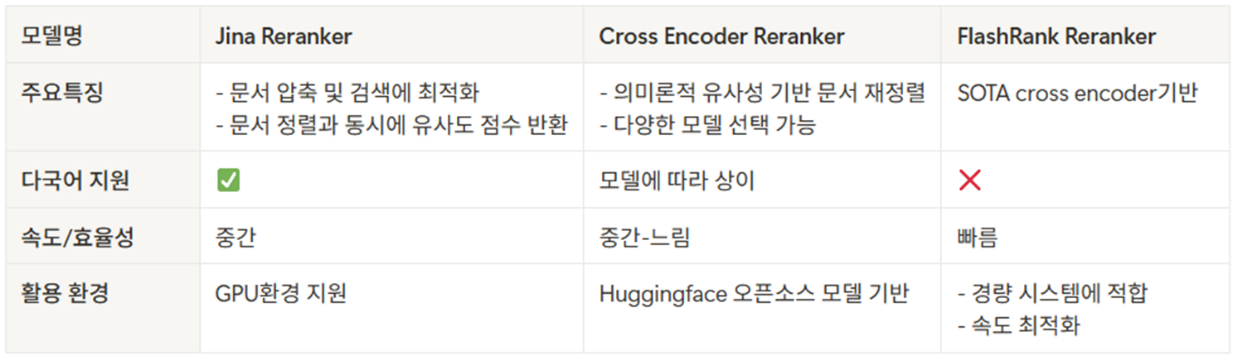 모델명 Jina Reranker Cross Encoder Reranker FlashRank Reranker
주요특징 - 문서 압축 및 검색에 최적화 - 의미론적 유사성 기반 문서 재정렬 SOTA cross encoder기반
- 문서 정렬과 동시에 유사도 점수 반환 - 다양한 모델 선택 가능
다국어 지원 ✅ 모델에 따라 상이 ❌
속도/효율성 중간 중간-느림 빠름
활용 환경 GPU환경 지원 Huggingface 오픈소스 모델 기반 - 경량 시스템에 적합
- 속도 최적화